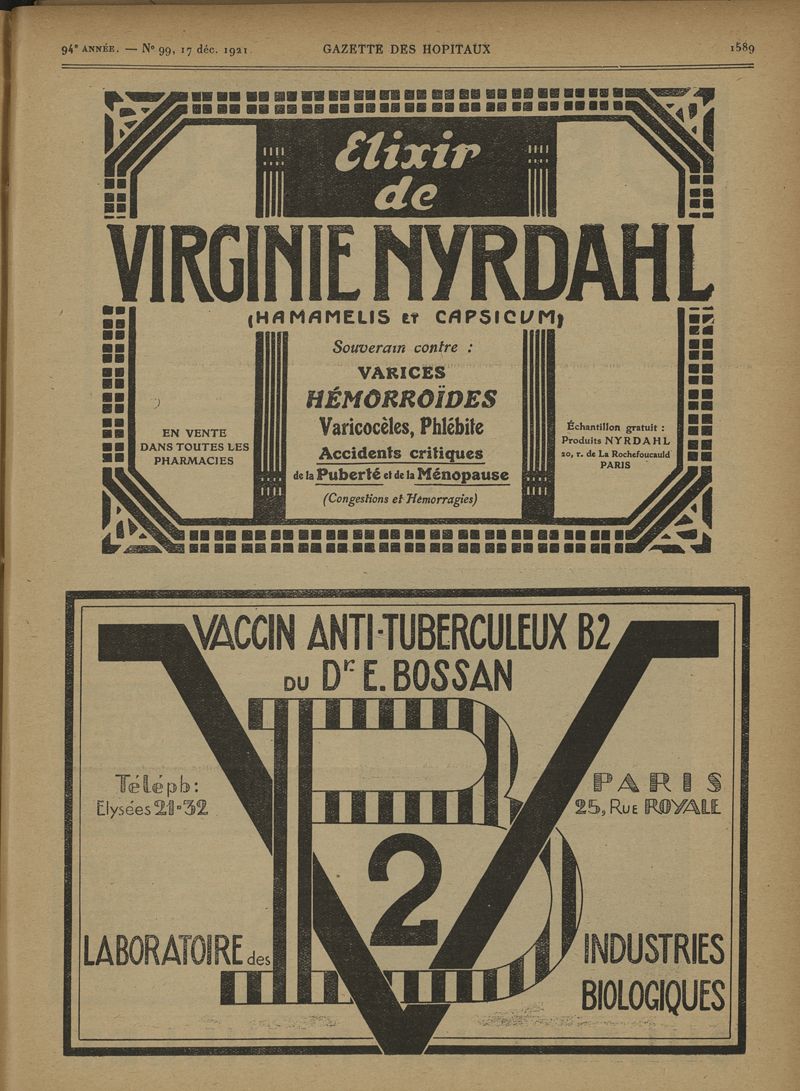 94e ANNÉE. — No 99, 17 déc. 1921.
GAZETTE DES HOPITAUX
1589
Elixir
de
VIRGINIE NYRDAHL
(HAMAMELIS ET CAPSICUM)
Souverain contre :
VARICES
HÉMORROÏDES
Varicocèles, Phlébite
Accidents critiques
de la Puberté et de la Ménopause
(Congestions et Hémorragies)
EN VENTE
DANS TOUTES LES
PHARMACIES
Échantillon gratuit :
Produits NYRDAHL
20, r. de La Rochefoucauld
PARIS
VACCIN ANTI-TUBERCULEUX B2
DU Dr. E. BOSSAN
Téléph:
Elysées 21-32
PARIS
25, RUE ROYALE
B
V
2
LABORATOIRE des
INDUSTRIES
BIOLOGIQUES